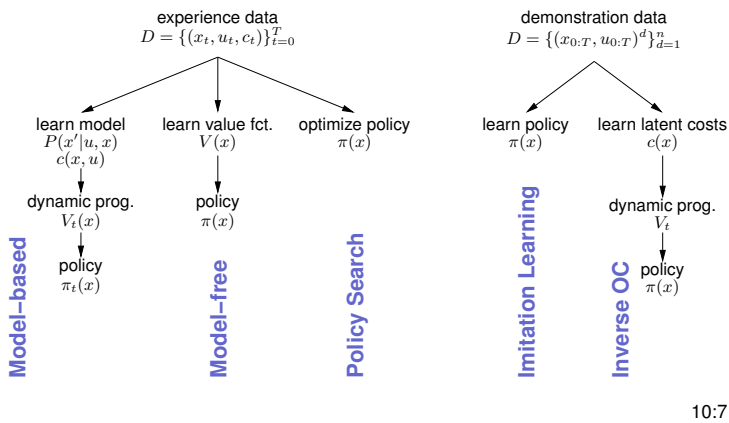 experience data
D = {(x_t, u_t, c_t)}_{t=0}^T
learn model
P(x'|u, x)
c(x, u)
dynamic prog.
V_t(x)
policy
π_t(x)
Model–based
learn value fct.
V(x)
policy
π(x)
Model–free
optimize policy
π(x)
Policy Search
demonstration data
D = {(x_{0:T}, u_{0:T})^d}_{d=1}^n
learn policy
π(x)
Imitation Learning
learn latent costs
c(x)
dynamic prog.
V_t
policy
π(x)
Inverse OC
10:7